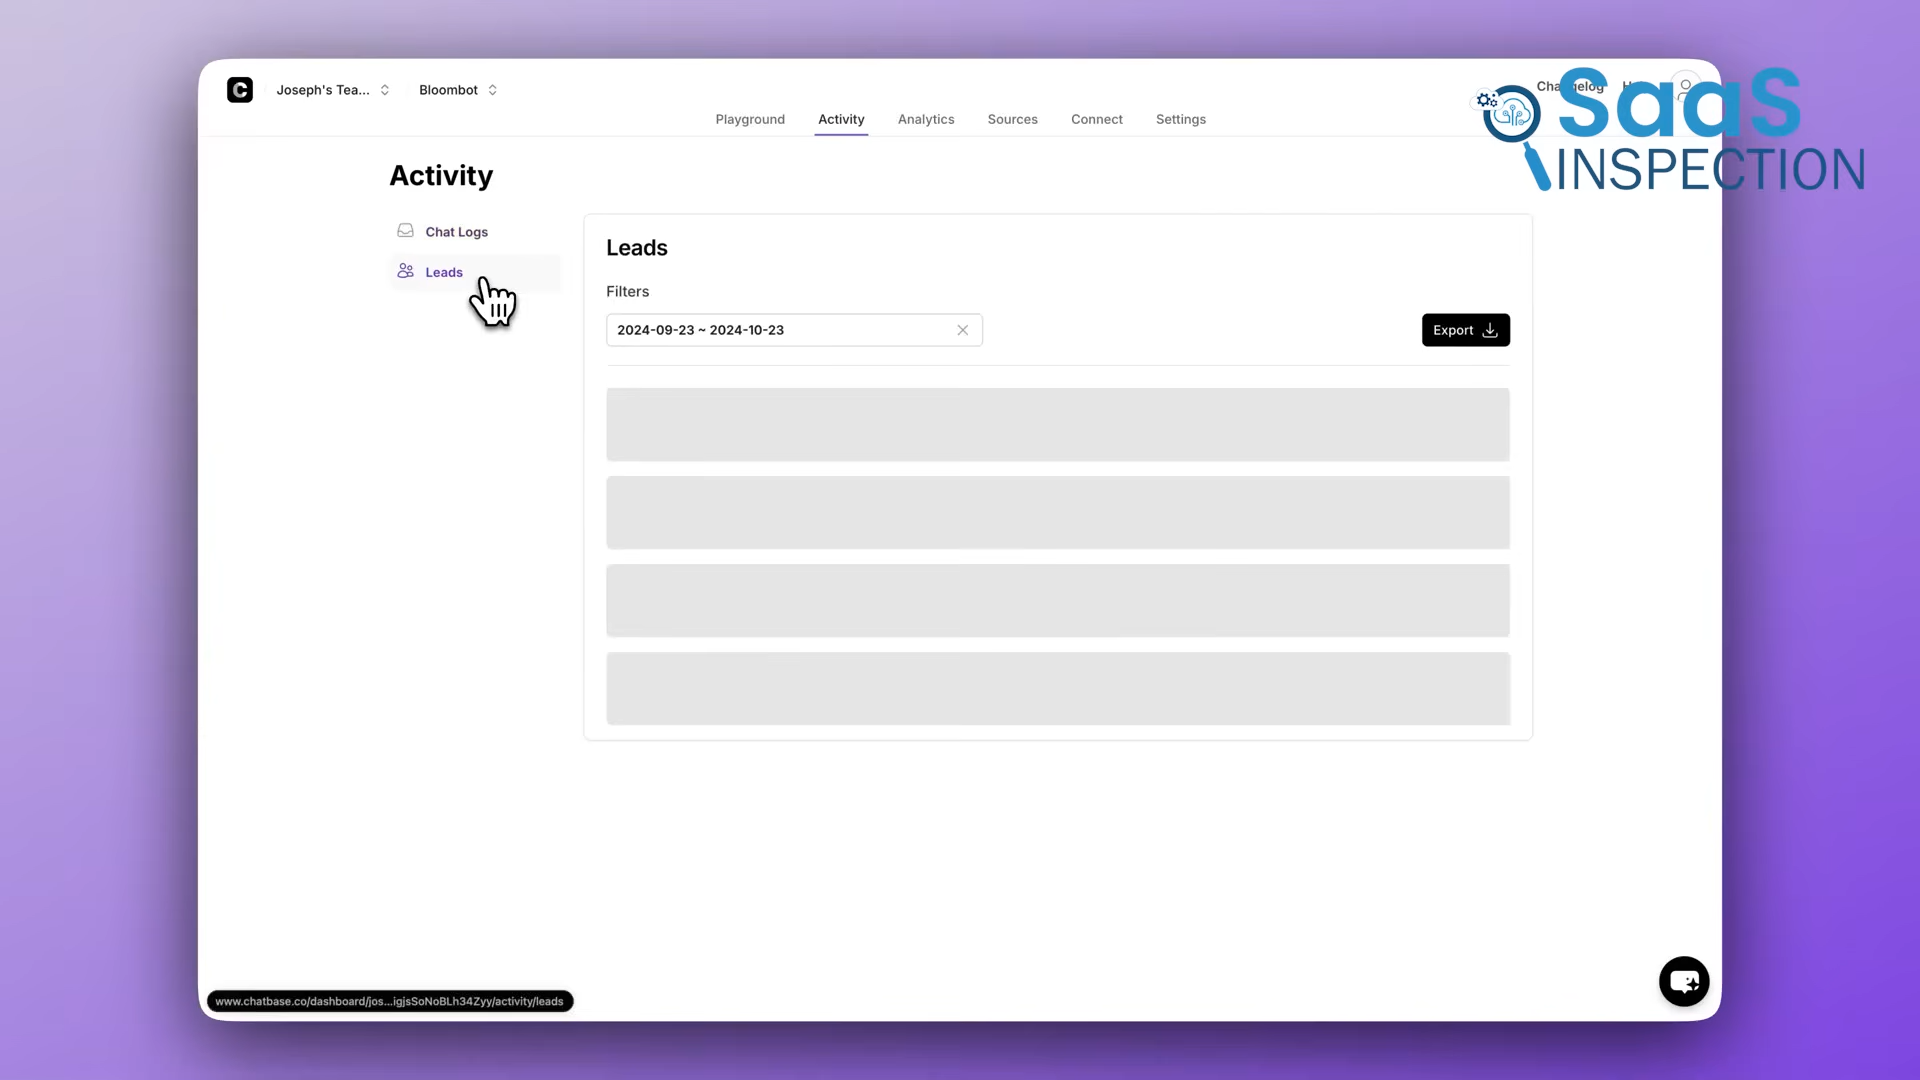 C
Joseph's Tea...
Bloombot
Playground
Activity
Analytics
Sources
Connect
Settings
SaaS
INSPECTION
Activity
Chat Logs
Leads
Leads
Filters
2024-09-23 ~ 2024-10-23
Export
www.chatbase.co/dashboard/jos...igjsSoNoBLh34Zyy/activity/leads